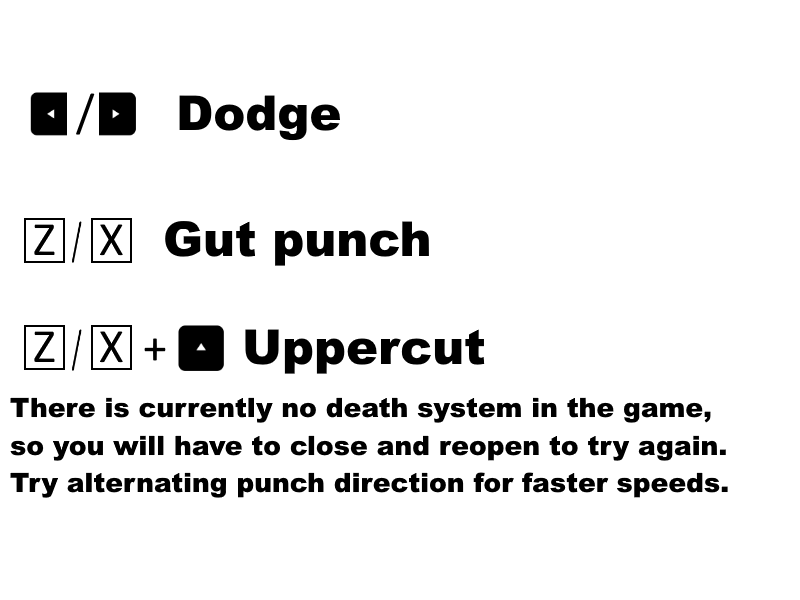 ◀/▶ Dodge
Z/X Gut punch
Z/X + ▲ Uppercut
There is currently no death system in the game,
so you will have to close and reopen to try again.
Try alternating punch direction for faster speeds.